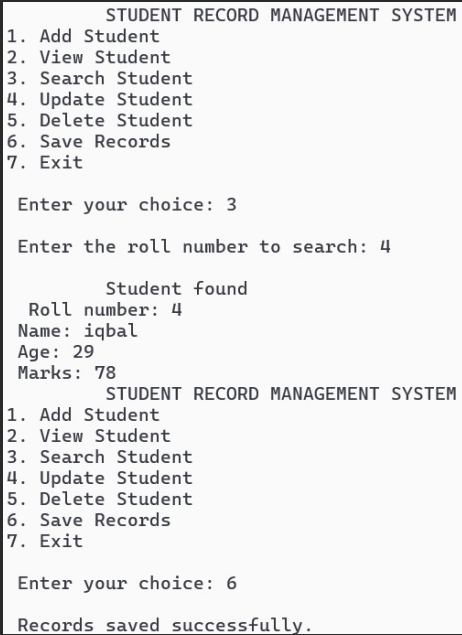 STUDENT RECORD MANAGEMENT SYSTEM
1. Add Student
2. View Student
3. Search Student
4. Update Student
5. Delete Student
6. Save Records
7. Exit
Enter your choice: 3
Enter the roll number to search: 4
Student found
Roll number: 4
Name: iqbal
Age: 29
Marks: 78
STUDENT RECORD MANAGEMENT SYSTEM
1. Add Student
2. View Student
3. Search Student
4. Update Student
5. Delete Student
6. Save Records
7. Exit
Enter your choice: 6
Records saved successfully.